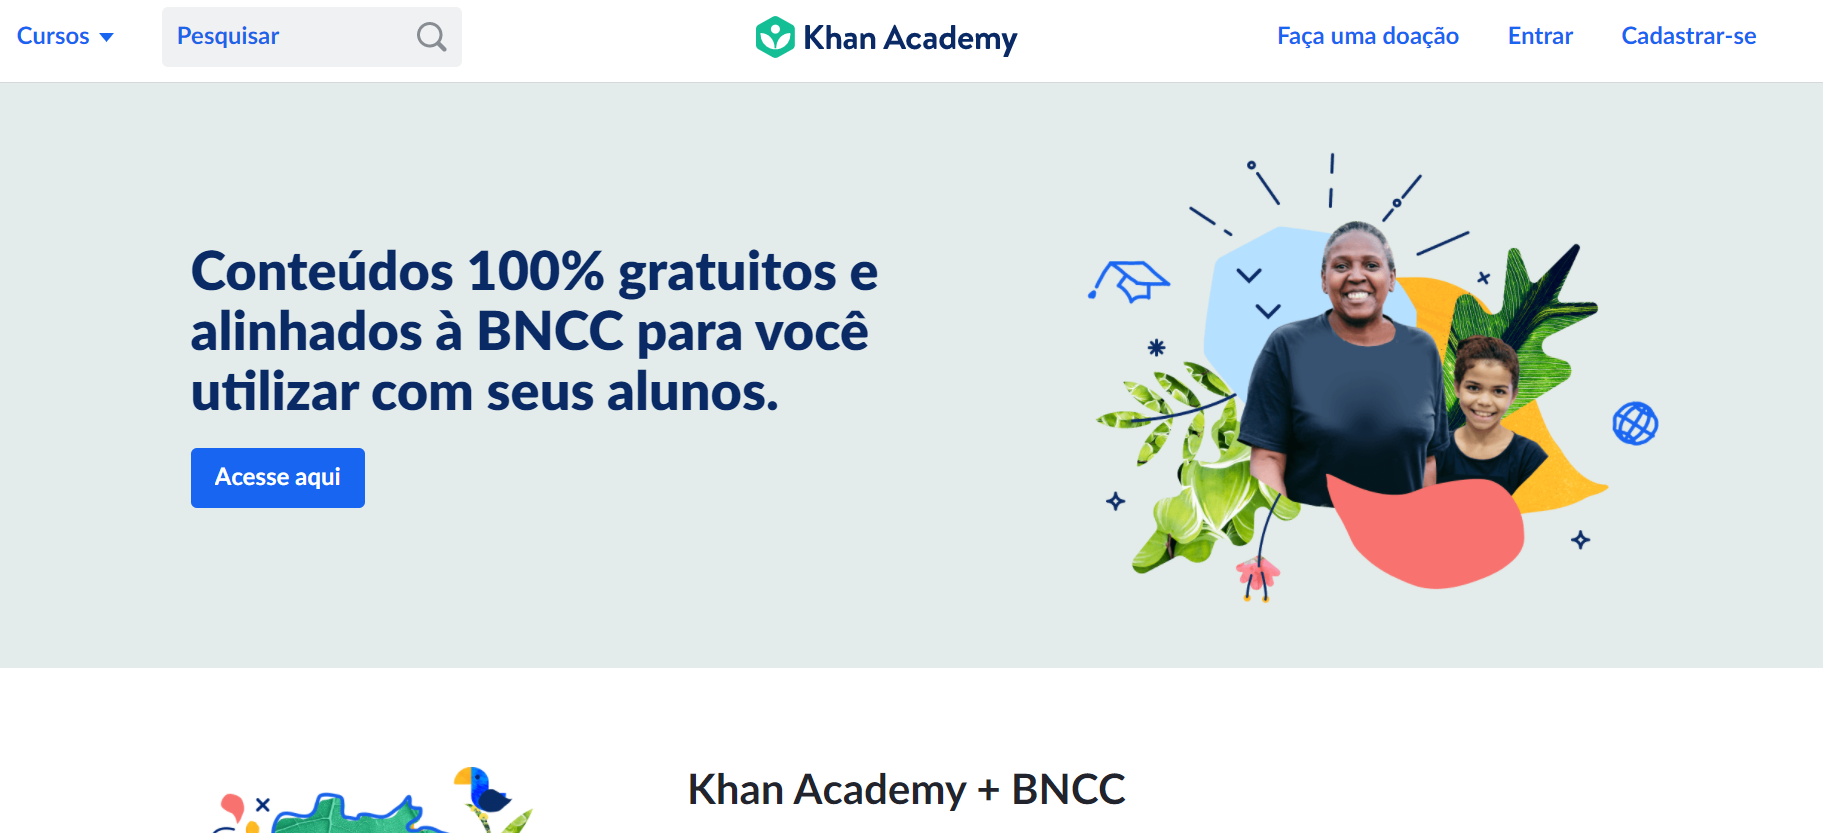 Cursos
Pesquisar
Khan Academy
Faça uma doação
Entrar
Cadastrar-se
Conteúdos 100% gratuitos e
alinhados à BNCC para você
utilizar com seus alunos.
Acesse aqui
Khan Academy + BNCC